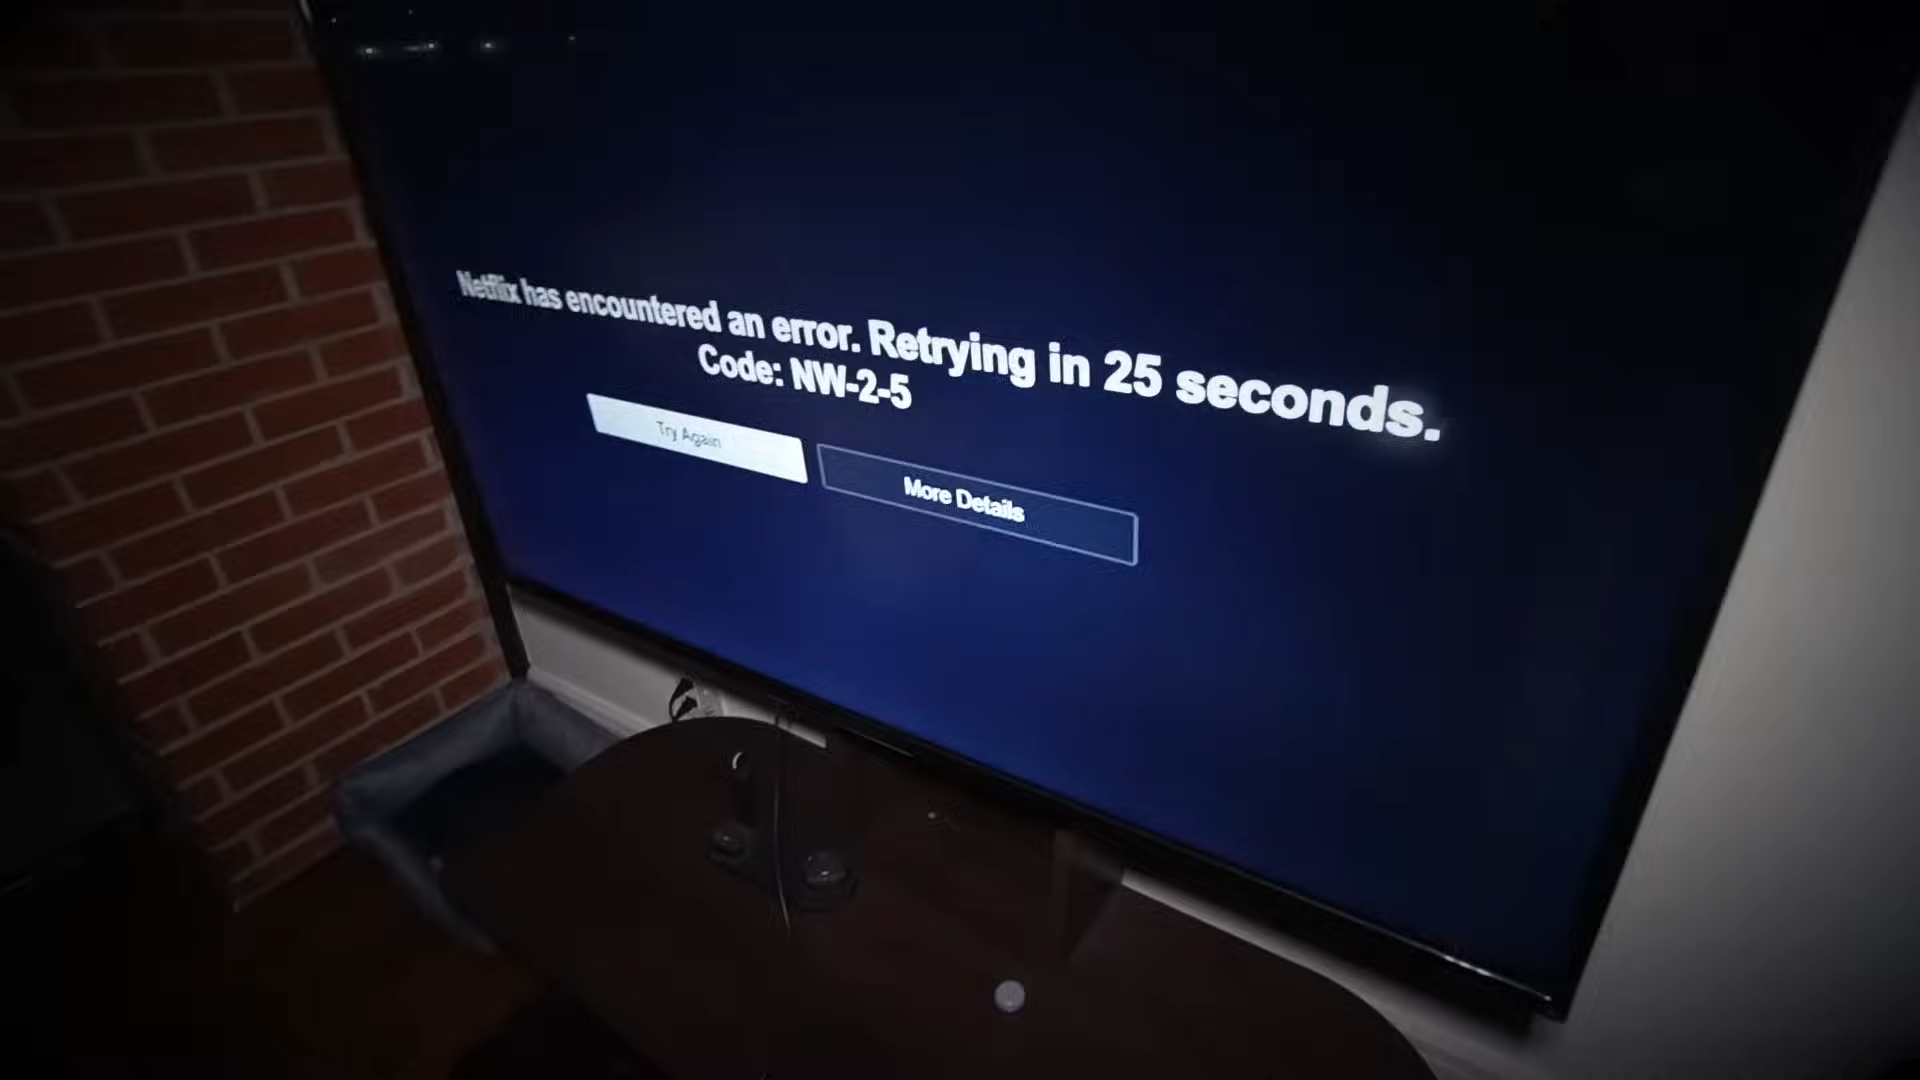 Netflix has encountered an error. Retrying in 25 seconds.
Code: NW-2-5
Try Again
More Details